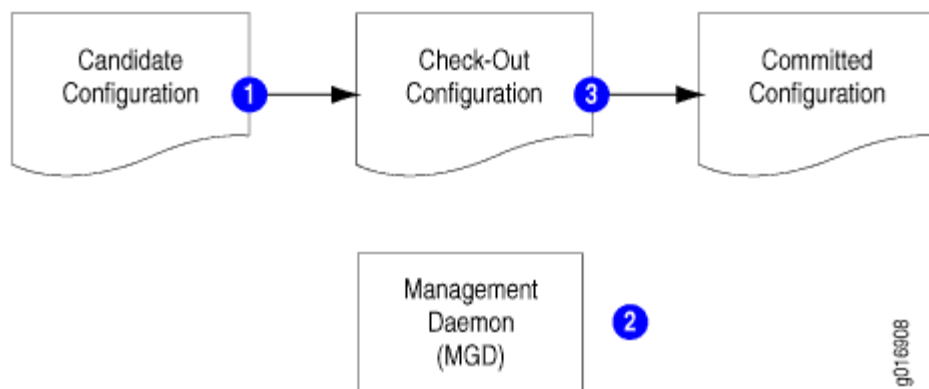 Candidate
Configuration
1
Check-Out
Configuration
3
Committed
Configuration
Management
Daemon
(MGD)
2
g016908